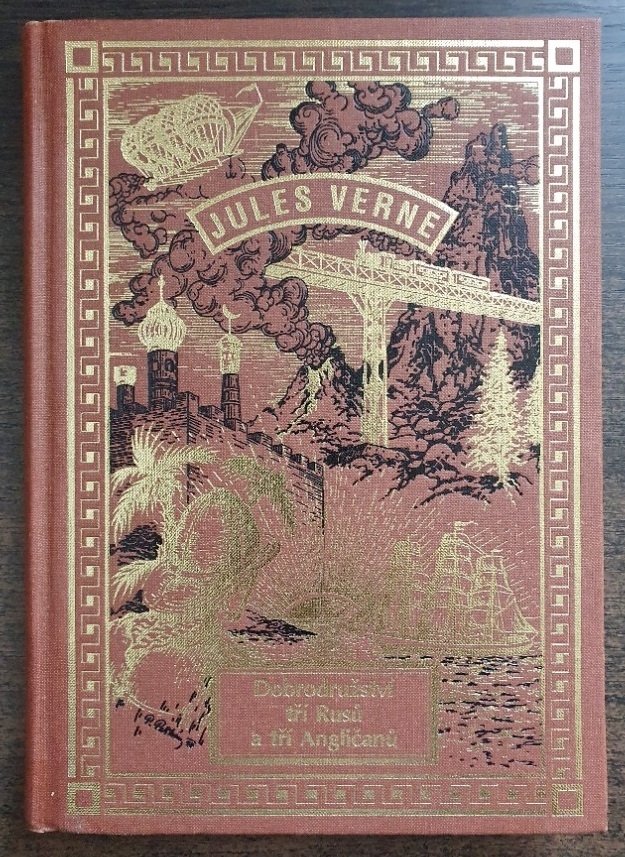 JULES VERNE
Dobrodružství
tří Rusů
a tří Angličanů